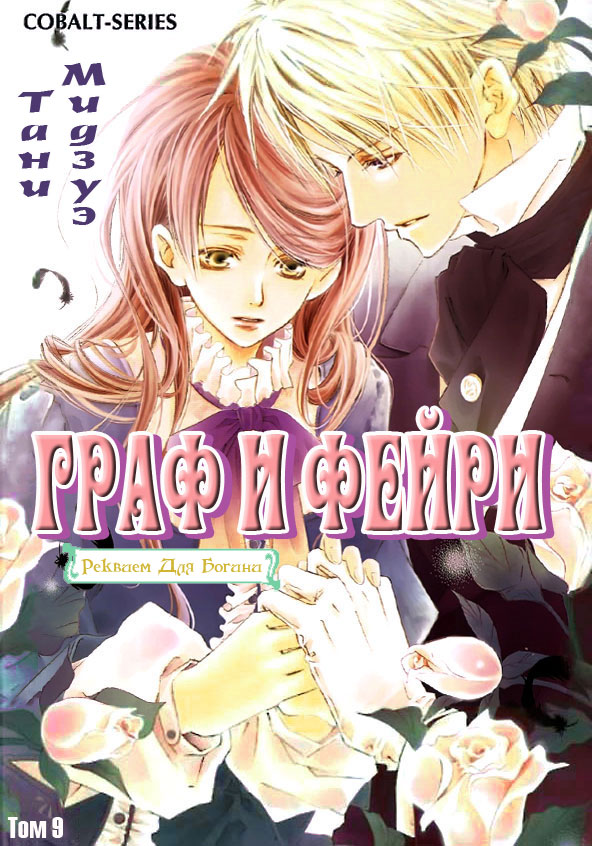 COBALT-SERIES
Тани
Мидзуэ
ГРАФ И ФЕЙРИ
Реквием Для Богини
Том 9